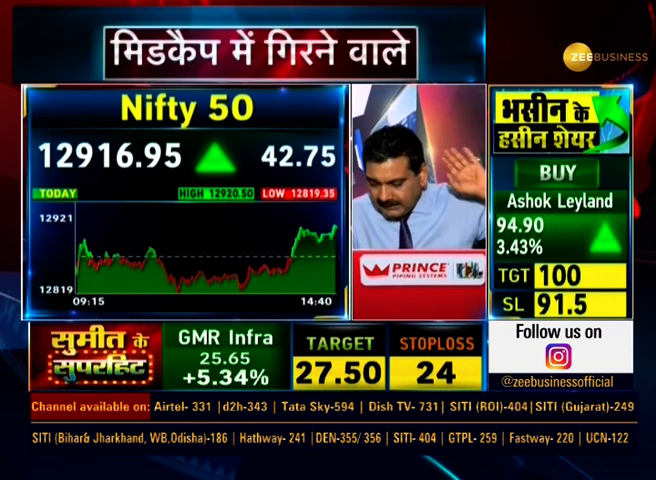 मिडकैप में गिरने वाले
ZEEBUSINESS
Nifty 50
12916.95 42.75
TODAY HIGH 12920.50 LOW 12819.35
12921
12819
09:15 14:40
PRINCE
PIPING SYSTEMS
भसीन के
हसीन शेयर
BUY
Ashok Leyland
94.90
3.43%
TGT 100
SL 91.5
सुमीत के
सुपरहिट
GMR Infra
25.65
+5.34%
TARGET
27.50
STOPLOSS
24
Follow us on
@zeebusinessofficial
Channel available on: Airtel- 331 | d2h-343 | Tata Sky-594 | Dish TV- 731 | SITI (ROI)-404 | SITI (Gujarat)-249
SITI (Bihar& Jharkhand, WB,Odisha)-186 | Hathway- 241 | DEN-355/ 356 | SITI- 404 | GTPL- 259 | Fastway- 220 | UCN-122